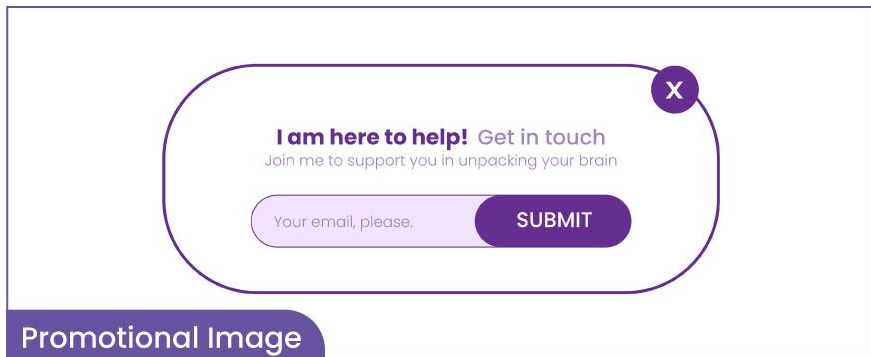 X
I am here to help! Get in touch
Join me to support you in unpacking your brain
Your email, please. SUBMIT
Promotional Image